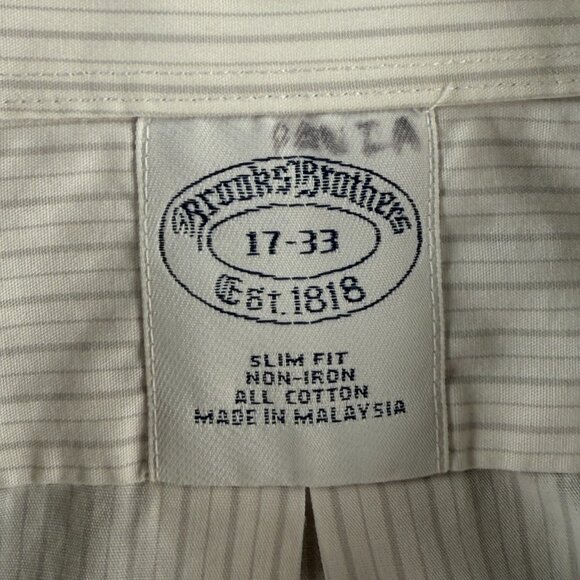 Brooks Brothers
17-33
Est. 1818
SLIM FIT
NON-IRON
ALL COTTON
MADE IN MALAYSIA